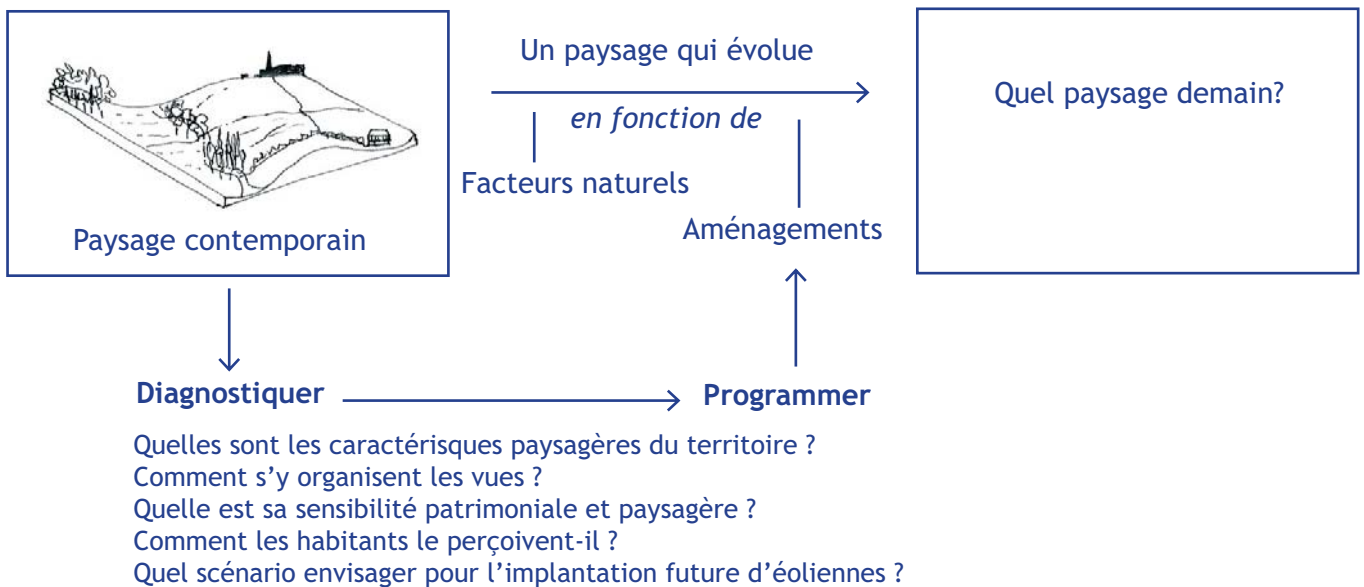 Un paysage qui évolue
en fonction de
Quel paysage demain?
Facteurs naturels
Aménagements
Paysage contemporain
Diagnostiquer
Programmer
Quelles sont les caractérisques paysagères du territoire ?
Comment s’y organisent les vues ?
Quelle est sa sensibilité patrimoniale et paysagère ?
Comment les habitants le perçoivent-il ?
Quel scénario envisager pour l’implantation future d’éoliennes ?